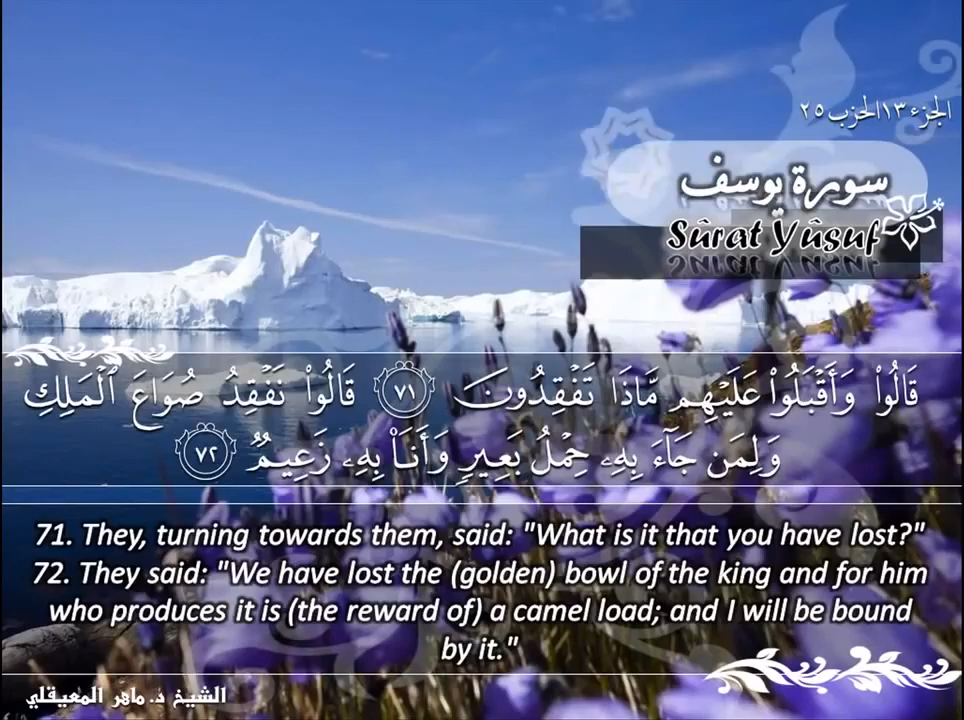 الجزء ١٣ الحزب ٢٥
سورة يوسف
Sûrat Yûsuf
قَالُوا۟ وَأَقْبَلُوا۟ عَلَيْهِم مَّاذَا تَفْقِدُونَ ٧١ قَالُوا۟ نَفْقِدُ صُوَاعَ ٱلْمَلِكِ
وَلِمَن جَآءَ بِهِۦ حِمْلُ بَعِيرٍ وَأَنَا۠ بِهِۦ زَعِيمٌ ٧٢
71. They, turning towards them, said: "What is it that you have lost?"
72. They said: "We have lost the (golden) bowl of the king and for him
who produces it is (the reward of) a camel load; and I will be bound
by it."
الشيخ د. ماهر المعيقلي